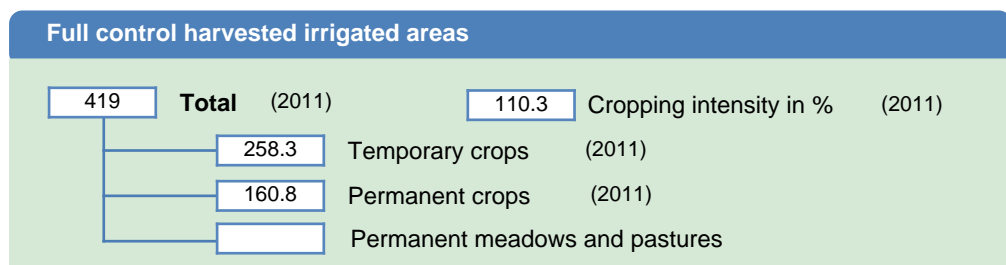 Full control harvested irrigated areas
419 Total (2011) 110.3 Cropping intensity in % (2011)
258.3 Temporary crops (2011)
160.8 Permanent crops (2011)
Permanent meadows and pastures